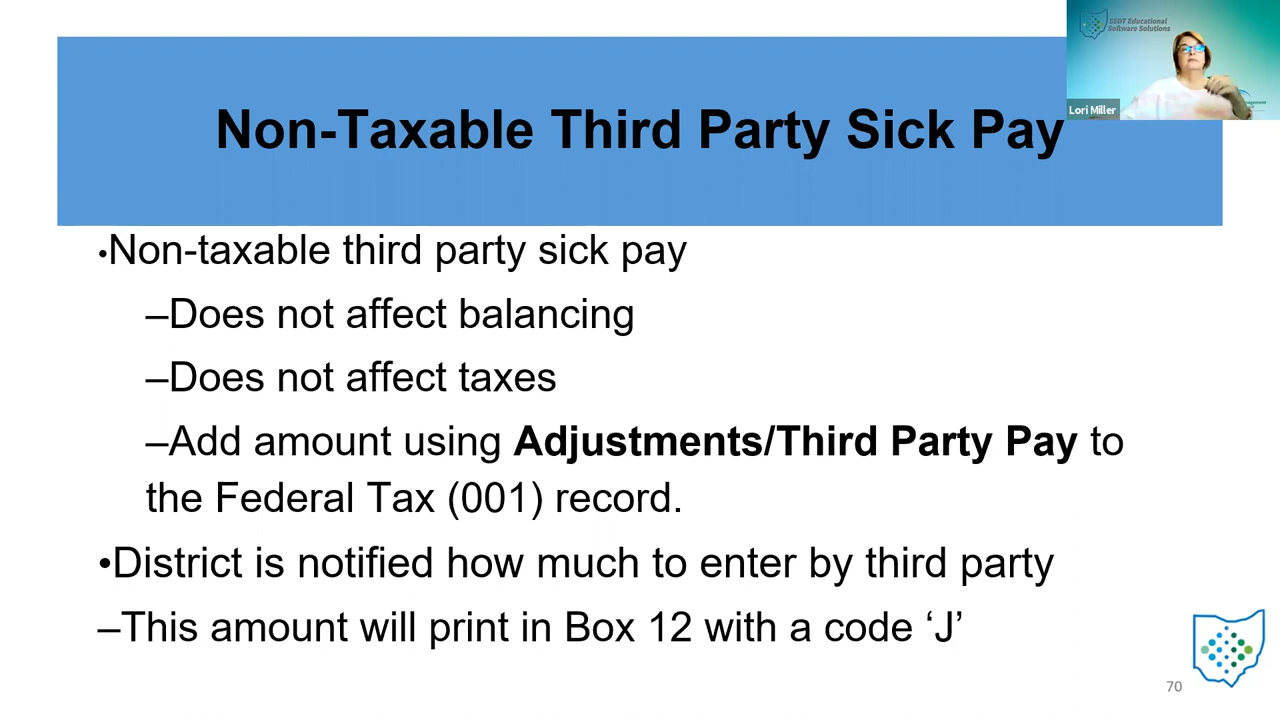 SSDT Educational
Software Solutions
Lori Miller
Non-Taxable Third Party Sick Pay
•Non-taxable third party sick pay
–Does not affect balancing
–Does not affect taxes
–Add amount using Adjustments/Third Party Pay to
the Federal Tax (001) record.
•District is notified how much to enter by third party
–This amount will print in Box 12 with a code ‘J’
70